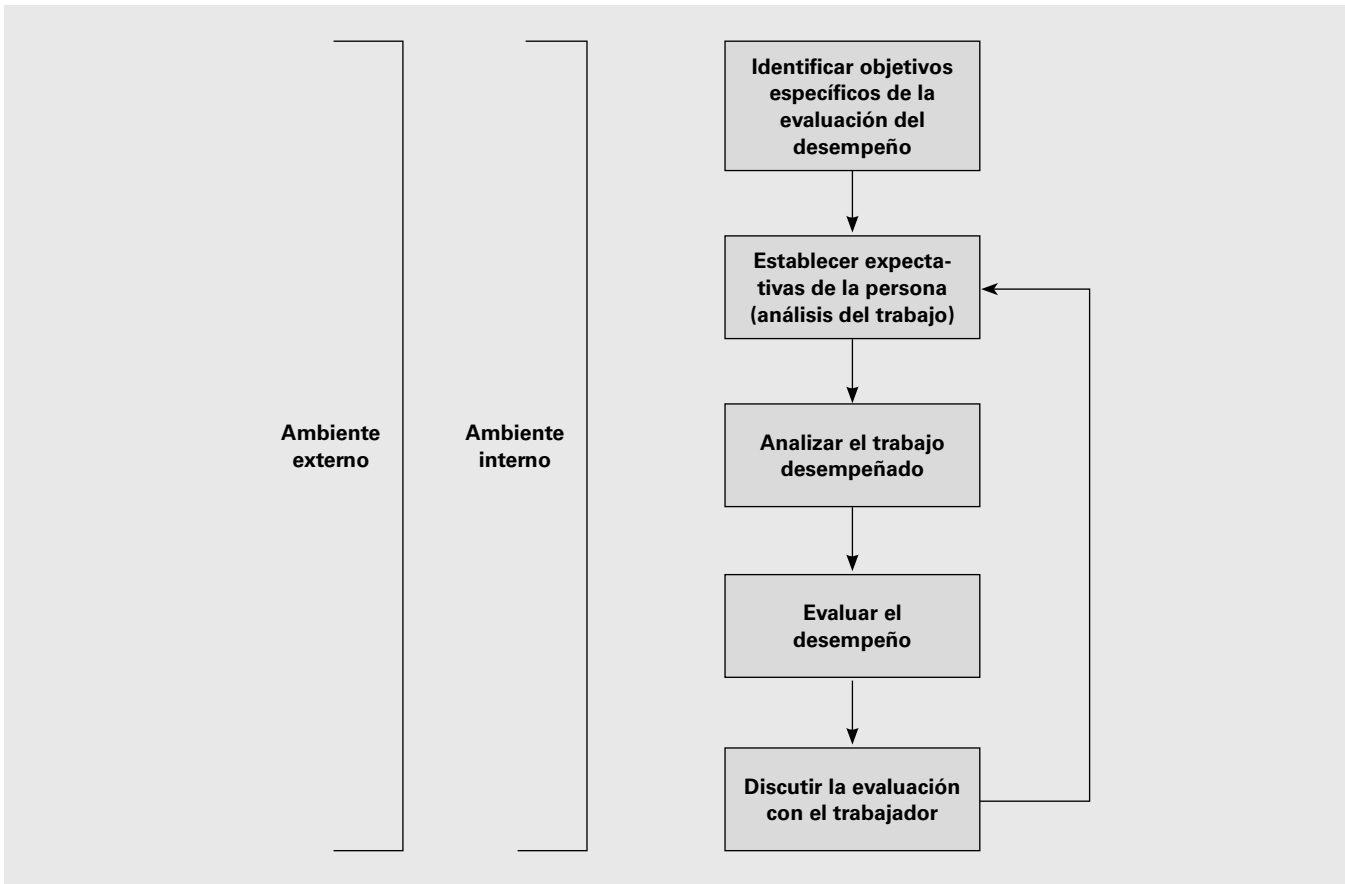 Identificar objetivos
específicos de la
evaluación del
desempeño
Establecer expecta-
tivas de la persona
(análisis del trabajo)
Ambiente
externo
Ambiente
interno
Analizar el trabajo
desempeñado
Evaluar el
desempeño
Discutir la evaluación
con el trabajador